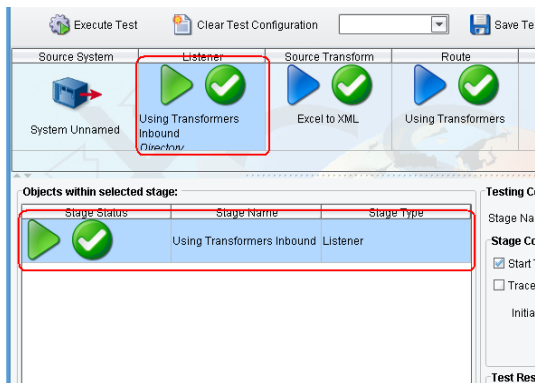 Execute Test Clear Test Configuration Save Te
Source System Listener Source Transform Route
System Unnamed Using Transformers Excel to XML Using Transformers
Inbound
Directory
Objects within selected stage: Testing Co
Stage Status Stage Name Stage Type Stage Na
Stage Co
Using Transformers Inbound Listener
Start T
Trace
Initia
Test Res